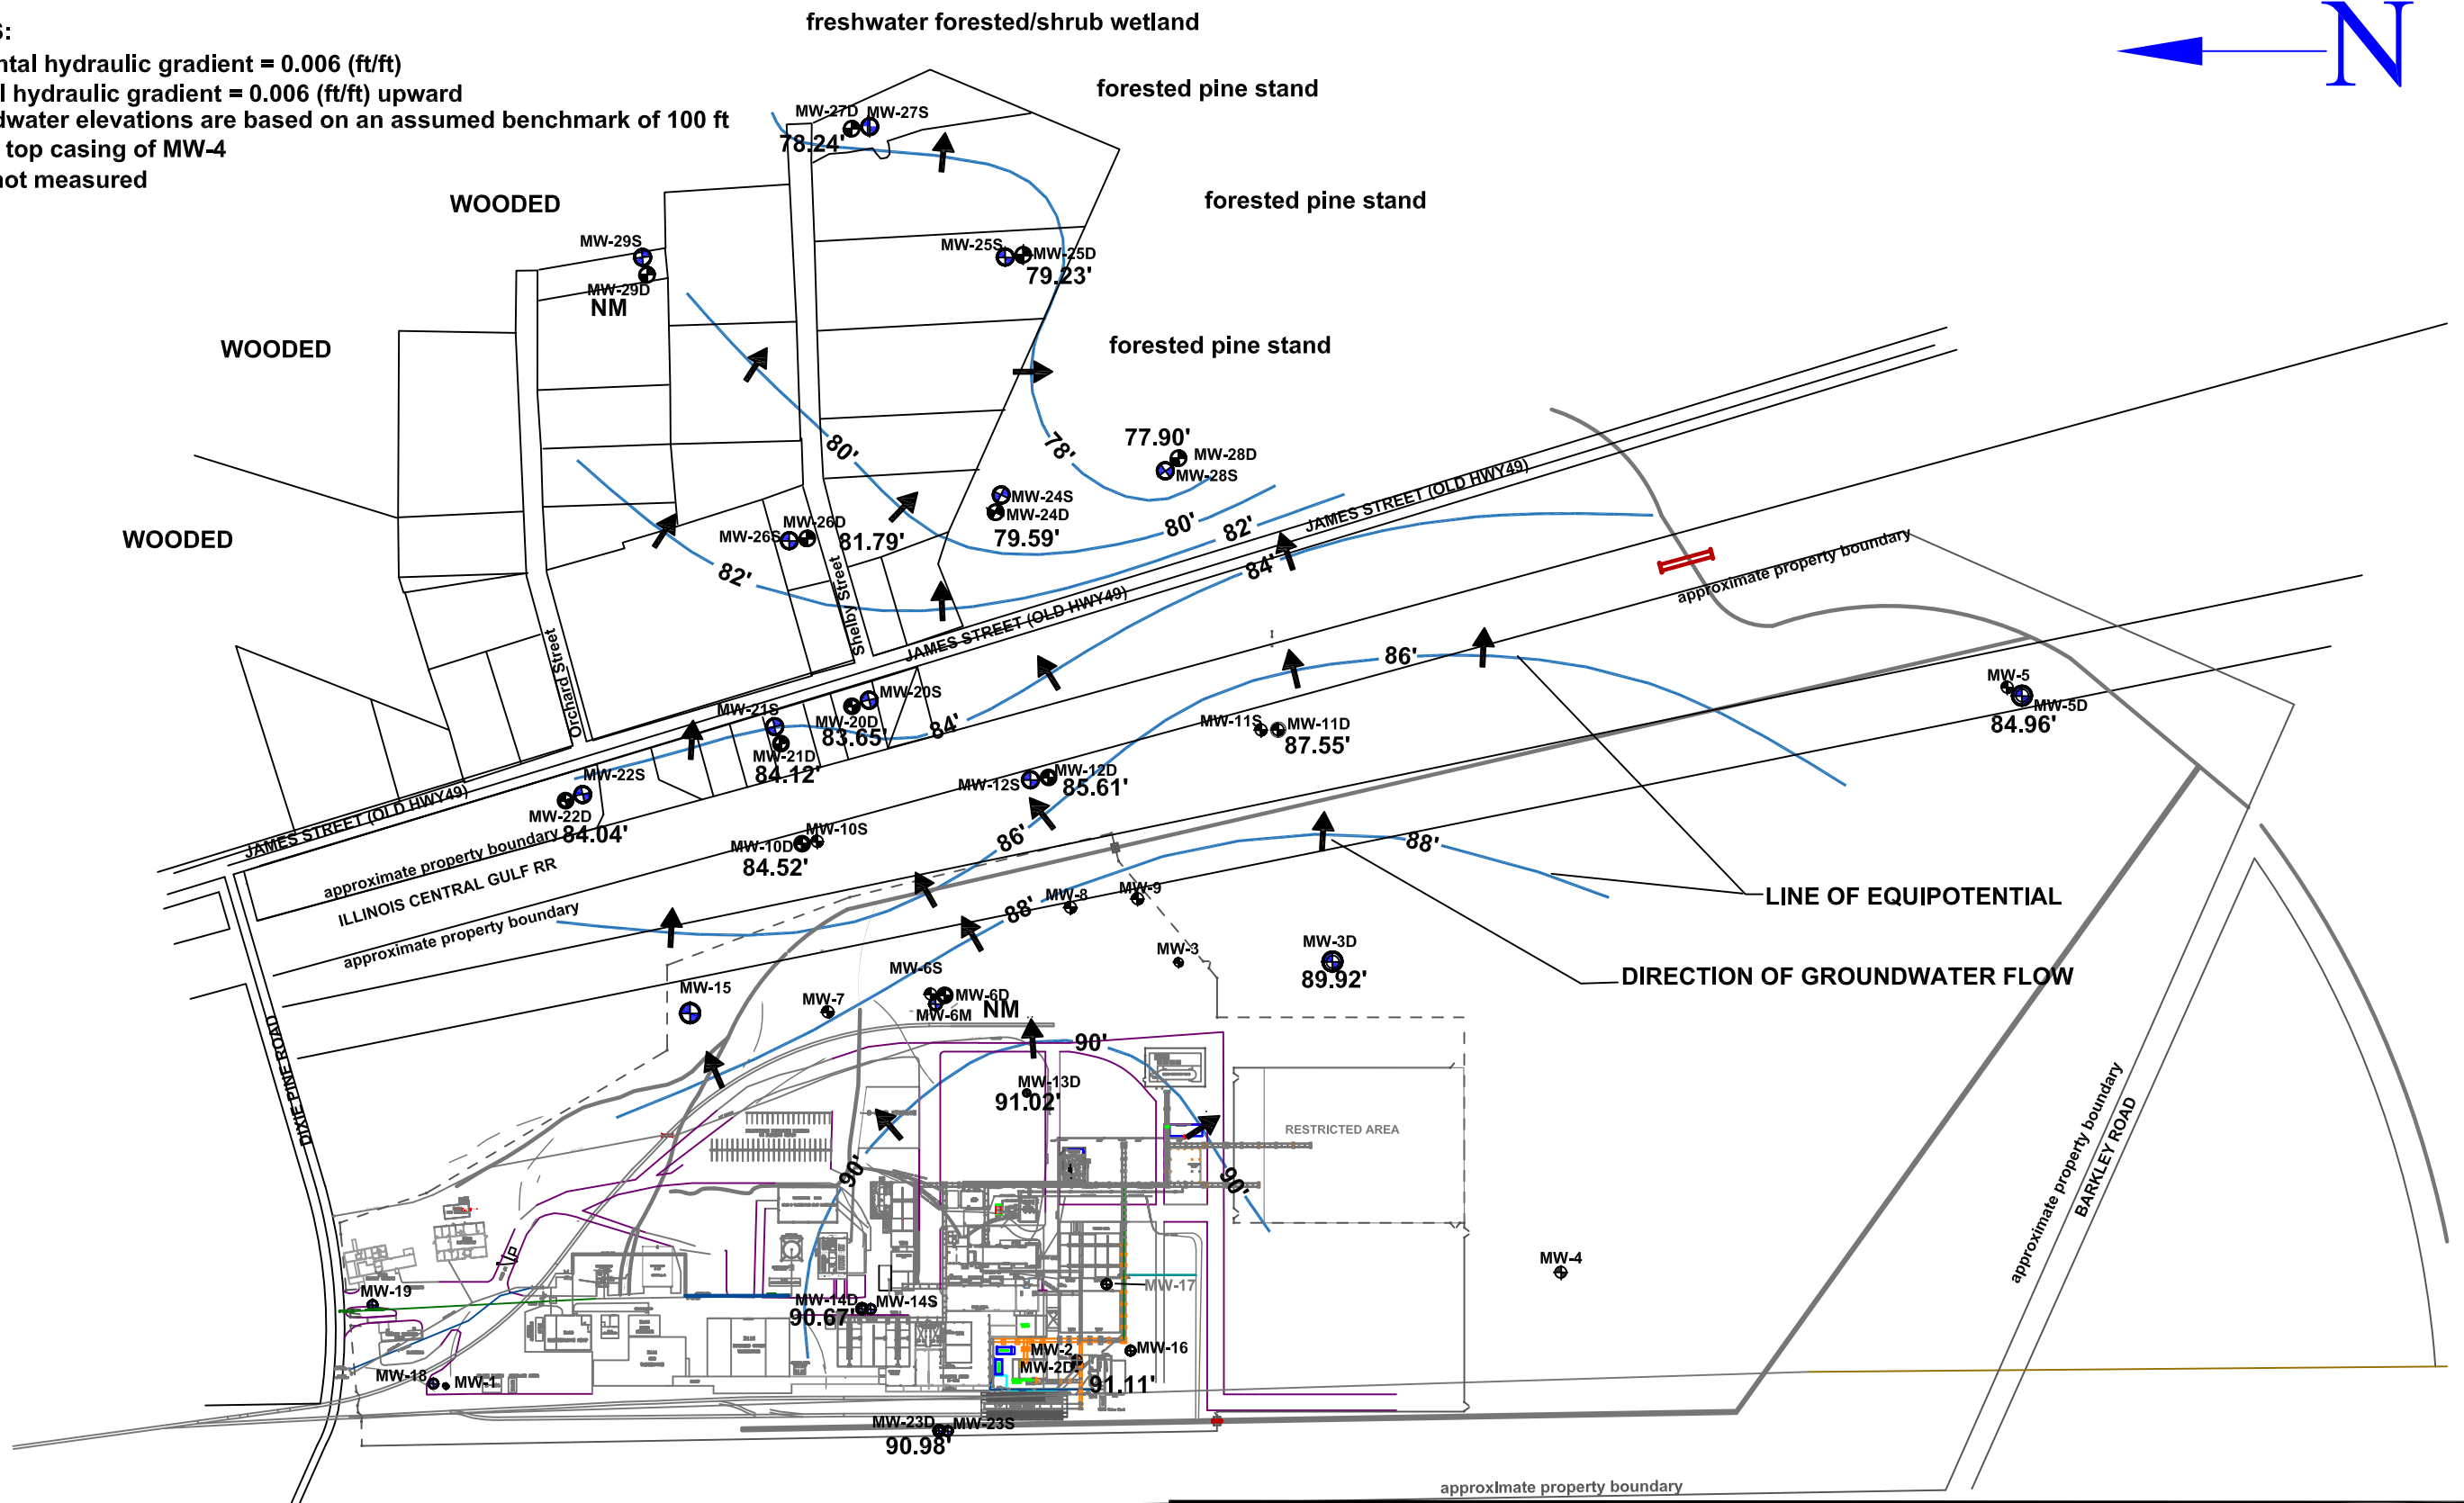 freshwater forested/shrub wetland
N
S:
ntal hydraulic gradient = 0.006 (ft/ft)
l hydraulic gradient = 0.006 (ft/ft) upward
dwater elevations are based on an assumed benchmark of 100 ft
top casing of MW-4
not measured
forested pine stand
MW-27D
MW-27S
78.24'
WOODED
forested pine stand
MW-29S
MW-29D
NM
MW-25S
MW-25D
79.23'
WOODED
forested pine stand
80'
78'
77.90'
MW-28D
MW-28S
MW-24S
MW-24D
79.59'
80'
82'
JAMES STREET (OLD HWY49)
WOODED
MW-26D
MW-26S
81.79'
82'
84'
approximate property boundary
Shelby Street
Orchard Street
JAMES STREET (OLD HWY49)
86'
MW-5
MW-5D
84.96'
MW-20S
MW-20D
83.65'
MW-21S
MW-21D
84.12'
84'
MW-11S
MW-11D
87.55'
MW-22S
MW-22D
84.04'
MW-12S
MW-12D
85.61'
JAMES STREET (OLD HWY49)
approximate property boundary
ILLINOIS CENTRAL GULF RR
approximate property boundary
MW-10S
MW-10D
84.52'
86'
88'
LINE OF EQUIPOTENTIAL
88'
MW-8
MW-9
MW-3
MW-3D
89.92'
DIRECTION OF GROUNDWATER FLOW
MW-15
MW-7
MW-6S
MW-6D
MW-6M
NM
DIXIE PINE ROAD
90'
MW-13D
91.02'
RESTRICTED AREA
90'
90'
approximate property boundary
BARKLEY ROAD
MW-4
MW-17
MW-19
MW-14D
MW-14S
90.67'
MW-16
MW-2
MW-2D
91.11'
MW-18
MW-1
MW-23D
MW-23S
90.98'
approximate property boundary